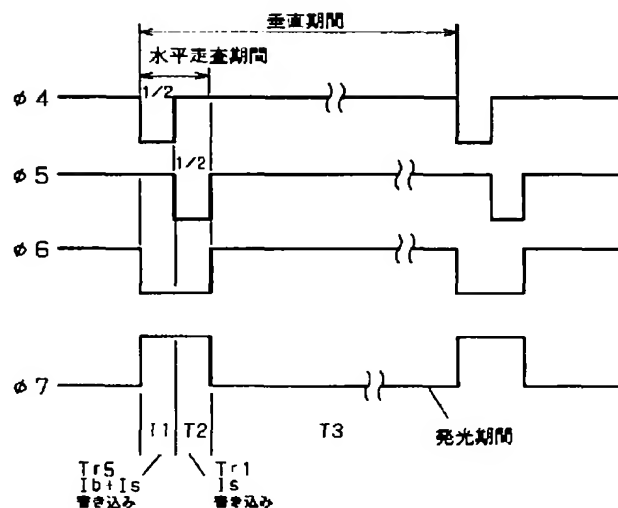 垂直期間
水平走査期間
φ4
1/2
φ5
1/2
φ6
φ7
T1 T2 T3
発光期間
Tr5
Ib+Is
書き込み
Tr1
Is
書き込み